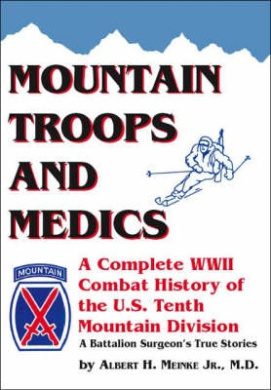 MOUNTAIN
TROOPS
AND
MEDICS
MOUNTAIN
A Complete WWII
Combat History of
the U.S. Tenth
Mountain Division
A Battalion Surgeon's True Stories
by Albert H. Meinke Jr., M.D.